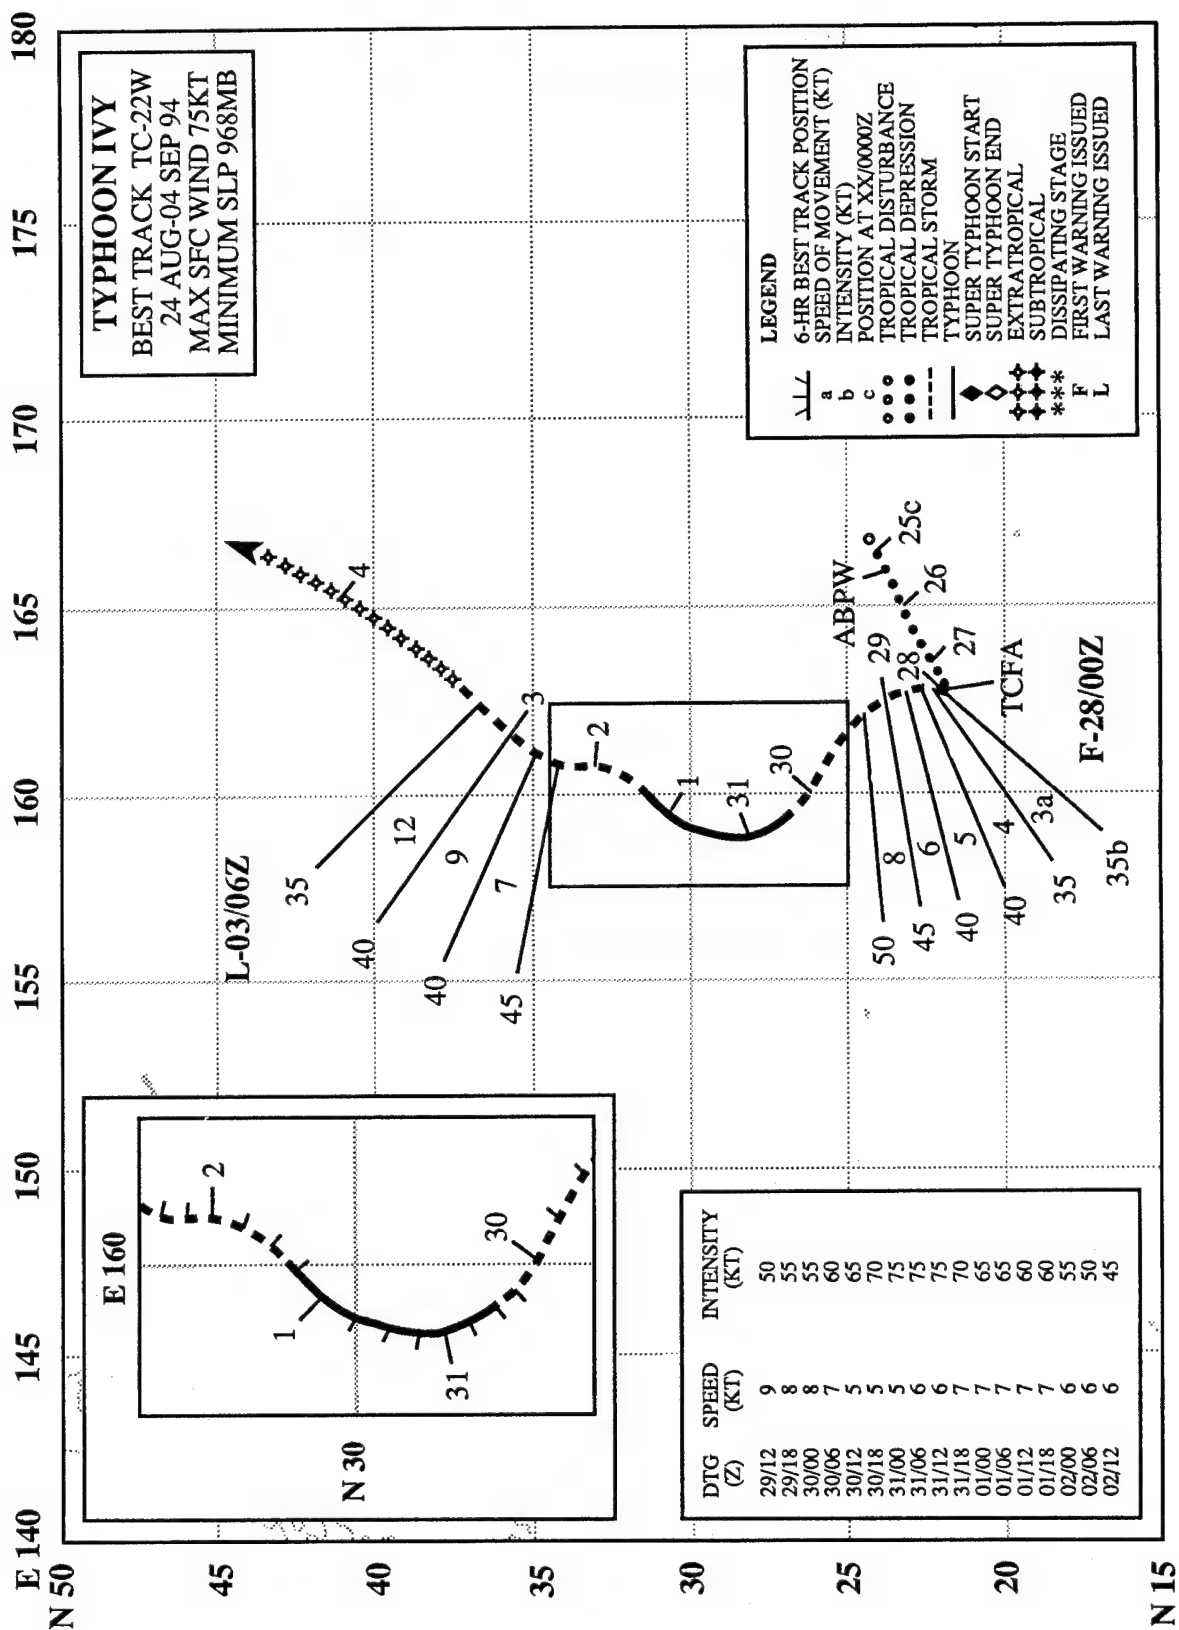 TYPHOON IVY
BEST TRACK TC-22W
24 AUG-04 SEP 94
MAX SFC WIND 75KT
MINIMUM SLP 968MB
LEGEND
6-HR BEST TRACK POSITION
a SPEED OF MOVEMENT (KT)
b INTENSITY (KT)
c POSITION AT XX/0000Z
TROPICAL DISTURBANCE
TROPICAL DEPRESSION
TROPICAL STORM
TYPHOON
SUPER TYPHOON START
SUPER TYPHOON END
EXTRATROPICAL
SUBTROPICAL
*** DISSIPATING STAGE
F FIRST WARNING ISSUED
L LAST WARNING ISSUED
E 140
145
150
155
160
165
170
175
180
N 50
45
40
35
30
25
20
N 15
E 160
N 30
2
1
31
30
L-03/06Z
35
12
40
9
40
7
45
4
3
2
1
31
30
ABPW
25c
26
27
28
29
TCFA
F-28/00Z
50
8
45
6
40
5
40
4
35
3a
35b
DTG SPEED INTENSITY
(Z) (KT) (KT)
29/12 9 50
29/18 8 55
30/00 8 55
30/06 7 60
30/12 5 65
30/18 5 70
31/00 5 75
31/06 6 75
31/12 6 75
31/18 7 70
01/00 7 65
01/06 7 65
01/12 7 60
01/18 7 60
02/00 6 55
02/06 6 50
02/12 6 45